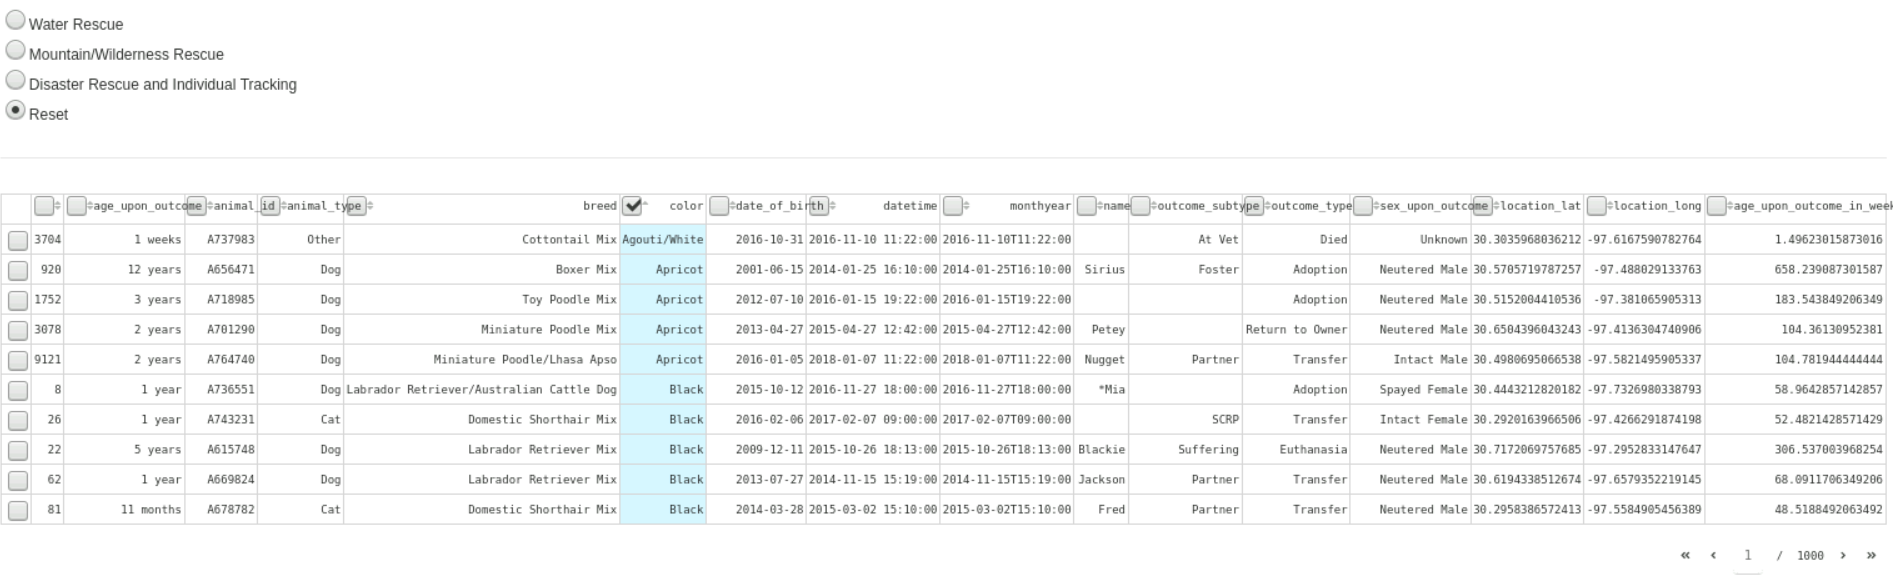 Water Rescue
Mountain/Wilderness Rescue
Disaster Rescue and Individual Tracking
Reset
age_upon_outcome animal_id animal_type breed color date_of_birth datetime monthyear name outcome_subtype outcome_type sex_upon_outcome location_lat location_long age_upon_outcome_in_week
3704 1 weeks A737983 Other Cottontail Mix Agouti/White 2016-10-31 2016-11-10 11:22:00 2016-11-10T11:22:00 At Vet Died Unknown 30.3035968036212 -97.6167590782764 1.49623015873016
920 12 years A656471 Dog Boxer Mix Apricot 2001-06-15 2014-01-25 16:10:00 2014-01-25T16:10:00 Sirius Foster Adoption Neutered Male 30.5705719787257 -97.488029133763 658.239087301587
1752 3 years A718985 Dog Toy Poodle Mix Apricot 2012-07-10 2016-01-15 19:22:00 2016-01-15T19:22:00 Adoption Neutered Male 30.5152004410536 -97.381065905313 183.543849206349
3078 2 years A701290 Dog Miniature Poodle Mix Apricot 2013-04-27 2015-04-27 12:42:00 2015-04-27T12:42:00 Petey Return to Owner Neutered Male 30.6504396043243 -97.4136304740906 104.36130952381
9121 2 years A764740 Dog Miniature Poodle/Lhasa Apso Apricot 2016-01-05 2018-01-07 11:22:00 2018-01-07T11:22:00 Nugget Partner Transfer Intact Male 30.4980695066538 -97.5821495905337 104.781944444444
8 1 year A736551 Dog Labrador Retriever/Australian Cattle Dog Black 2015-10-12 2016-11-27 18:00:00 2016-11-27T18:00:00 *Mia Adoption Spayed Female 30.4443212820182 -97.7326980338793 58.9642857142857
26 1 year A743231 Cat Domestic Shorthair Mix Black 2016-02-06 2017-02-07 09:00:00 2017-02-07T09:00:00 SCRP Transfer Intact Female 30.2920163966506 -97.4266291874198 52.4821428571429
22 5 years A615748 Dog Labrador Retriever Mix Black 2009-12-11 2015-10-26 18:13:00 2015-10-26T18:13:00 Blackie Suffering Euthanasia Neutered Male 30.7172069757685 -97.2952833147647 306.537003968254
62 1 year A669824 Dog Labrador Retriever Mix Black 2013-07-27 2014-11-15 15:19:00 2014-11-15T15:19:00 Jackson Partner Transfer Neutered Male 30.6194338512674 -97.6579352219145 68.0911706349206
81 11 months A678782 Cat Domestic Shorthair Mix Black 2014-03-28 2015-03-02 15:10:00 2015-03-02T15:10:00 Fred Partner Transfer Neutered Male 30.2958386572413 -97.5584905456389 48.5188492063492
« ‹ 1 / 1000 › »